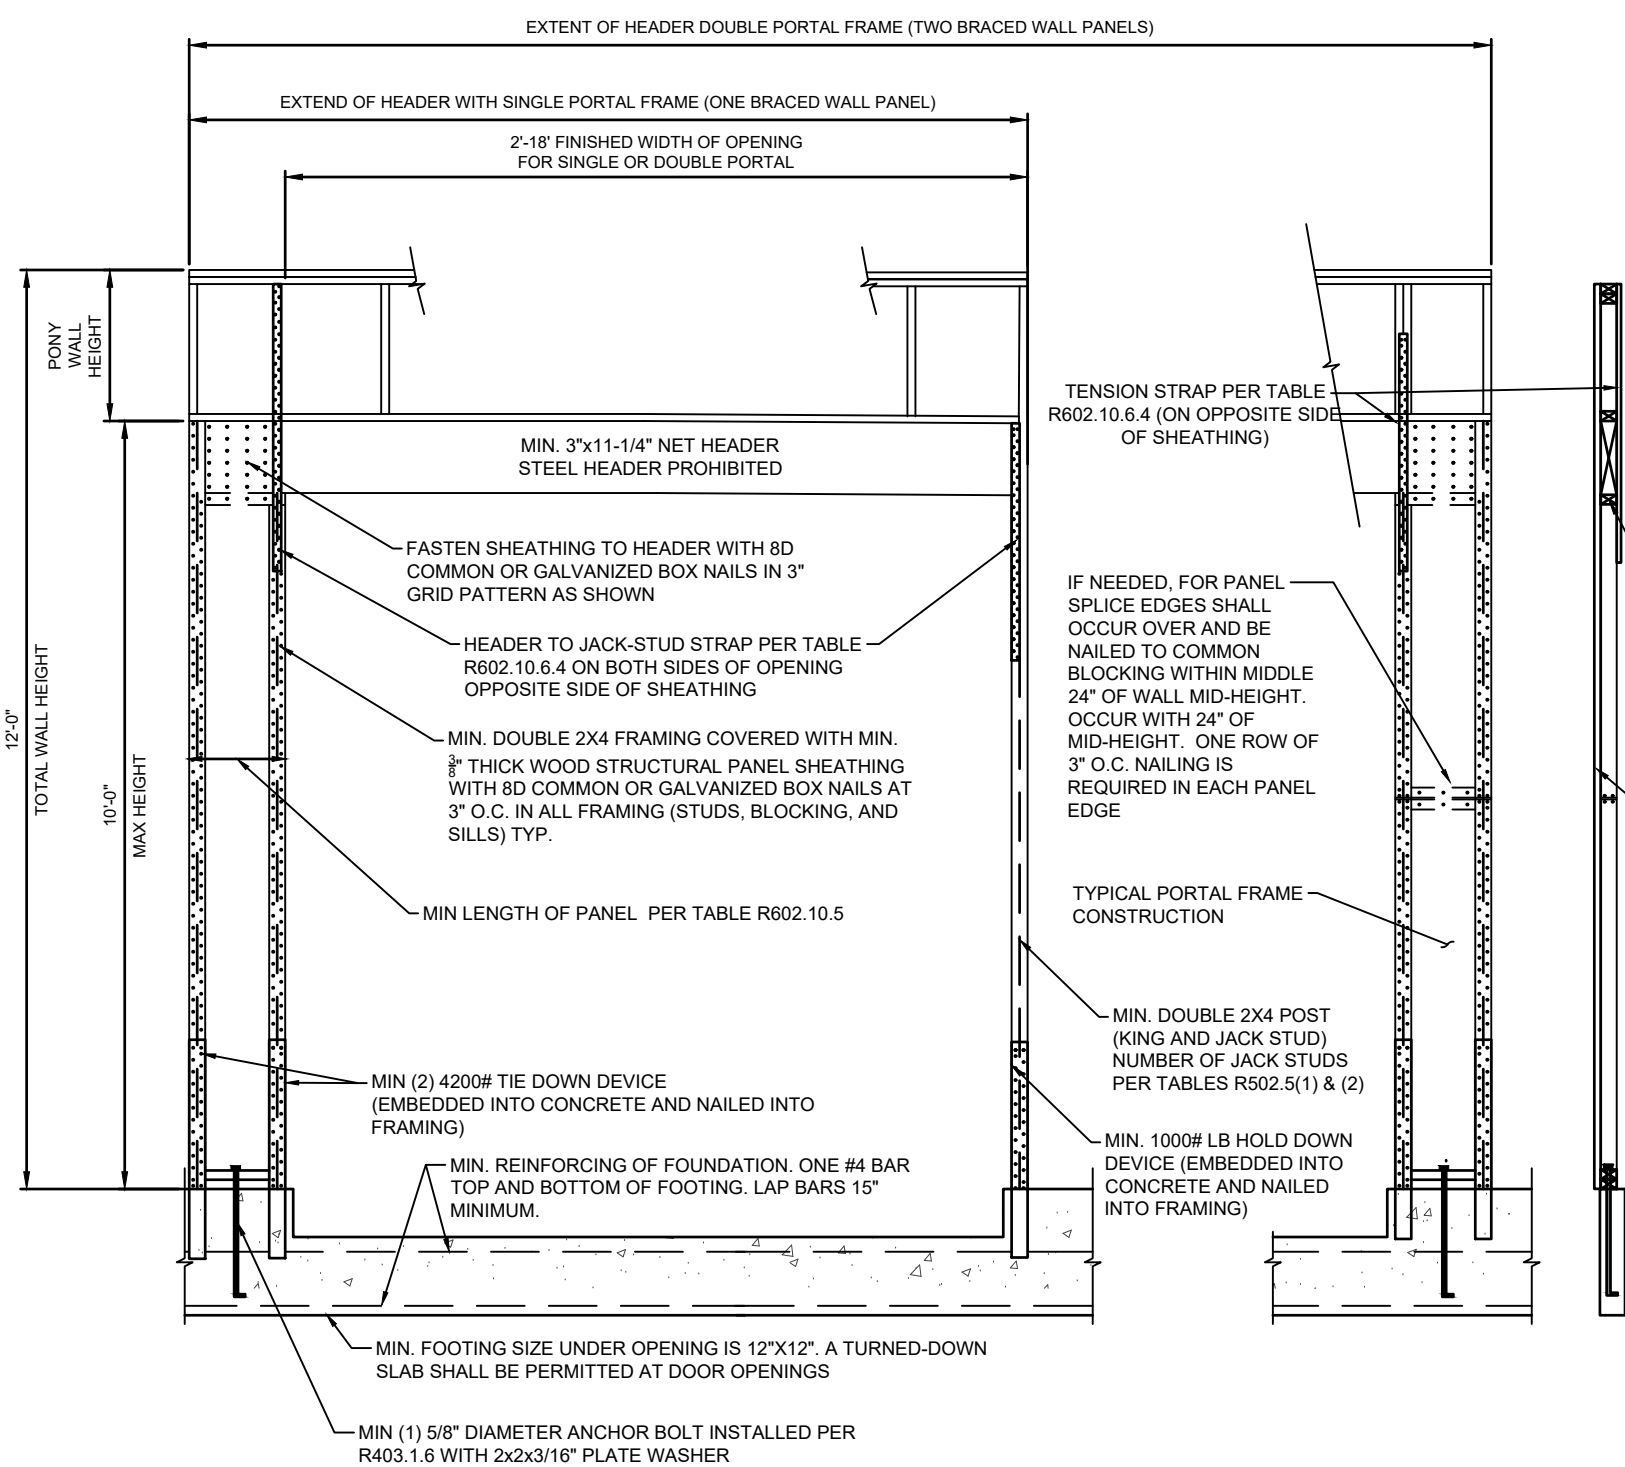 EXTENT OF HEADER DOUBLE PORTAL FRAME (TWO BRACED WALL PANELS)
EXTEND OF HEADER WITH SINGLE PORTAL FRAME (ONE BRACED WALL PANEL)
2'-18' FINISHED WIDTH OF OPENING
FOR SINGLE OR DOUBLE PORTAL
PONY
WALL
HEIGHT
12'-0"
TOTAL WALL HEIGHT
10'-0"
MAX HEIGHT
MIN. 3"x11-1/4" NET HEADER
STEEL HEADER PROHIBITED
TENSION STRAP PER TABLE
R602.10.6.4 (ON OPPOSITE SIDE
OF SHEATHING)
FASTEN SHEATHING TO HEADER WITH 8D
COMMON OR GALVANIZED BOX NAILS IN 3"
GRID PATTERN AS SHOWN
HEADER TO JACK-STUD STRAP PER TABLE
R602.10.6.4 ON BOTH SIDES OF OPENING
OPPOSITE SIDE OF SHEATHING
MIN. DOUBLE 2X4 FRAMING COVERED WITH MIN.
3/8" THICK WOOD STRUCTURAL PANEL SHEATHING
WITH 8D COMMON OR GALVANIZED BOX NAILS AT
3" O.C. IN ALL FRAMING (STUDS, BLOCKING, AND
SILLS) TYP.
IF NEEDED, FOR PANEL
SPLICE EDGES SHALL
OCCUR OVER AND BE
NAILED TO COMMON
BLOCKING WITHIN MIDDLE
24" OF WALL MID-HEIGHT.
OCCUR WITH 24" OF
MID-HEIGHT.  ONE ROW OF
3" O.C. NAILING IS
REQUIRED IN EACH PANEL
EDGE
MIN LENGTH OF PANEL  PER TABLE R602.10.5
TYPICAL PORTAL FRAME
CONSTRUCTION
MIN. DOUBLE 2X4 POST
(KING AND JACK STUD)
NUMBER OF JACK STUDS
PER TABLES R502.5(1) & (2)
MIN (2) 4200# TIE DOWN DEVICE
(EMBEDDED INTO CONCRETE AND NAILED INTO
FRAMING)
MIN. 1000# LB HOLD DOWN
DEVICE (EMBEDDED INTO
CONCRETE AND NAILED
INTO FRAMING)
MIN. REINFORCING OF FOUNDATION. ONE #4 BAR
TOP AND BOTTOM OF FOOTING. LAP BARS 15"
MINIMUM.
MIN. FOOTING SIZE UNDER OPENING IS 12"X12". A TURNED-DOWN
SLAB SHALL BE PERMITTED AT DOOR OPENINGS
MIN (1) 5/8" DIAMETER ANCHOR BOLT INSTALLED PER
R403.1.6 WITH 2x2x3/16" PLATE WASHER